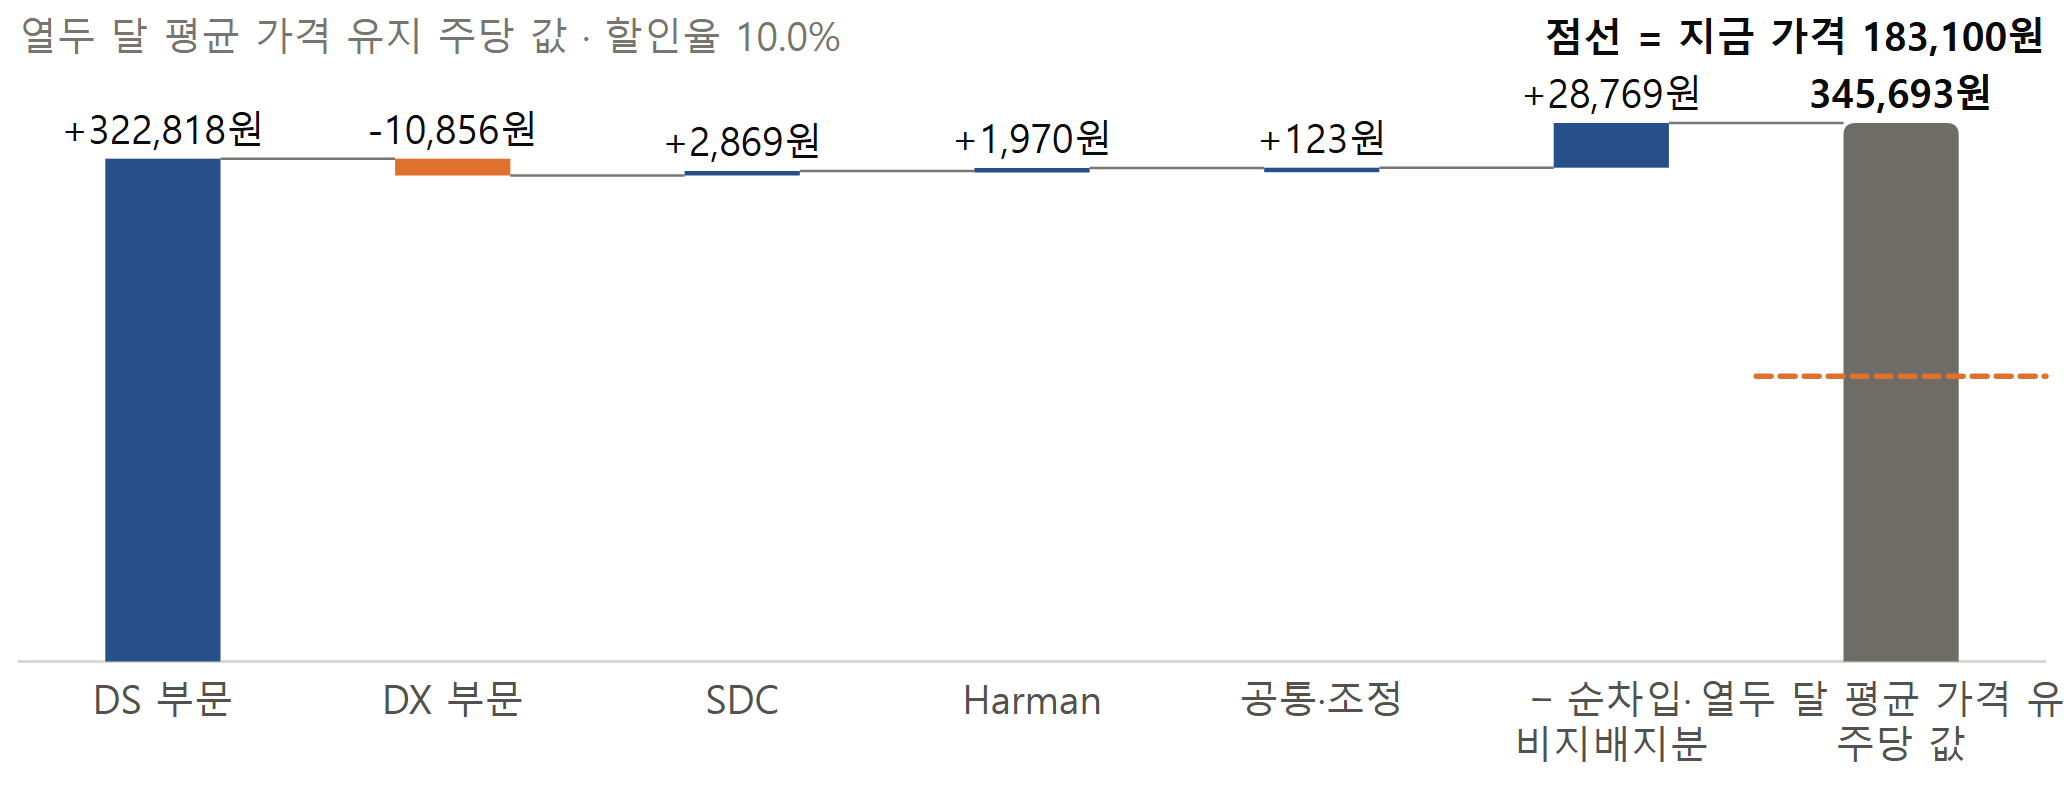 열두 달 평균 가격 유지 주당 값 · 할인율 10.0%
점선 = 지금 가격 183,100원
+322,818원
-10,856원
+2,869원
+1,970원
+123원
+28,769원
345,693원
DS 부문
DX 부문
SDC
Harman
공통·조정
− 순차입·
비지배지분
열두 달 평균 가격 유
주당 값